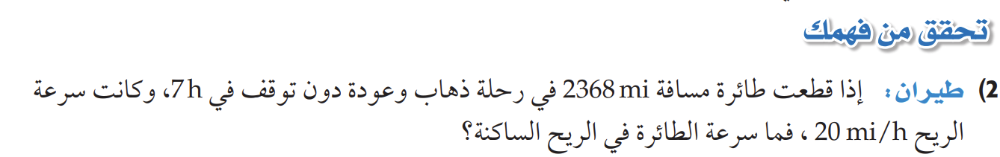 تحقق من فهمك
2) طيران: إذا قطعت طائرة مسافة 2368 mi في رحلة ذهاب وعودة دون توقف في 7h، وكانت سرعة
الريح 20 mi/h ، فما سرعة الطائرة في الريح الساكنة؟